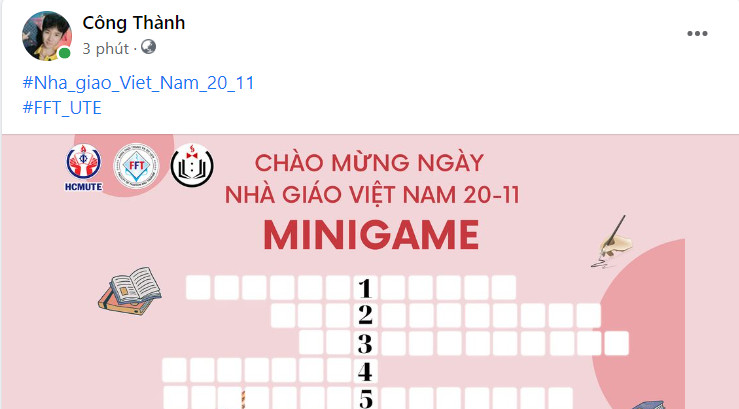 Công Thành
3 phút ·
#Nha_giao_Viet_Nam_20_11
#FFT_UTE
HCMUTE
FFT
CHÀO MỪNG NGÀY
NHÀ GIÁO VIỆT NAM 20-11
MINIGAME
1
2
3
4
5